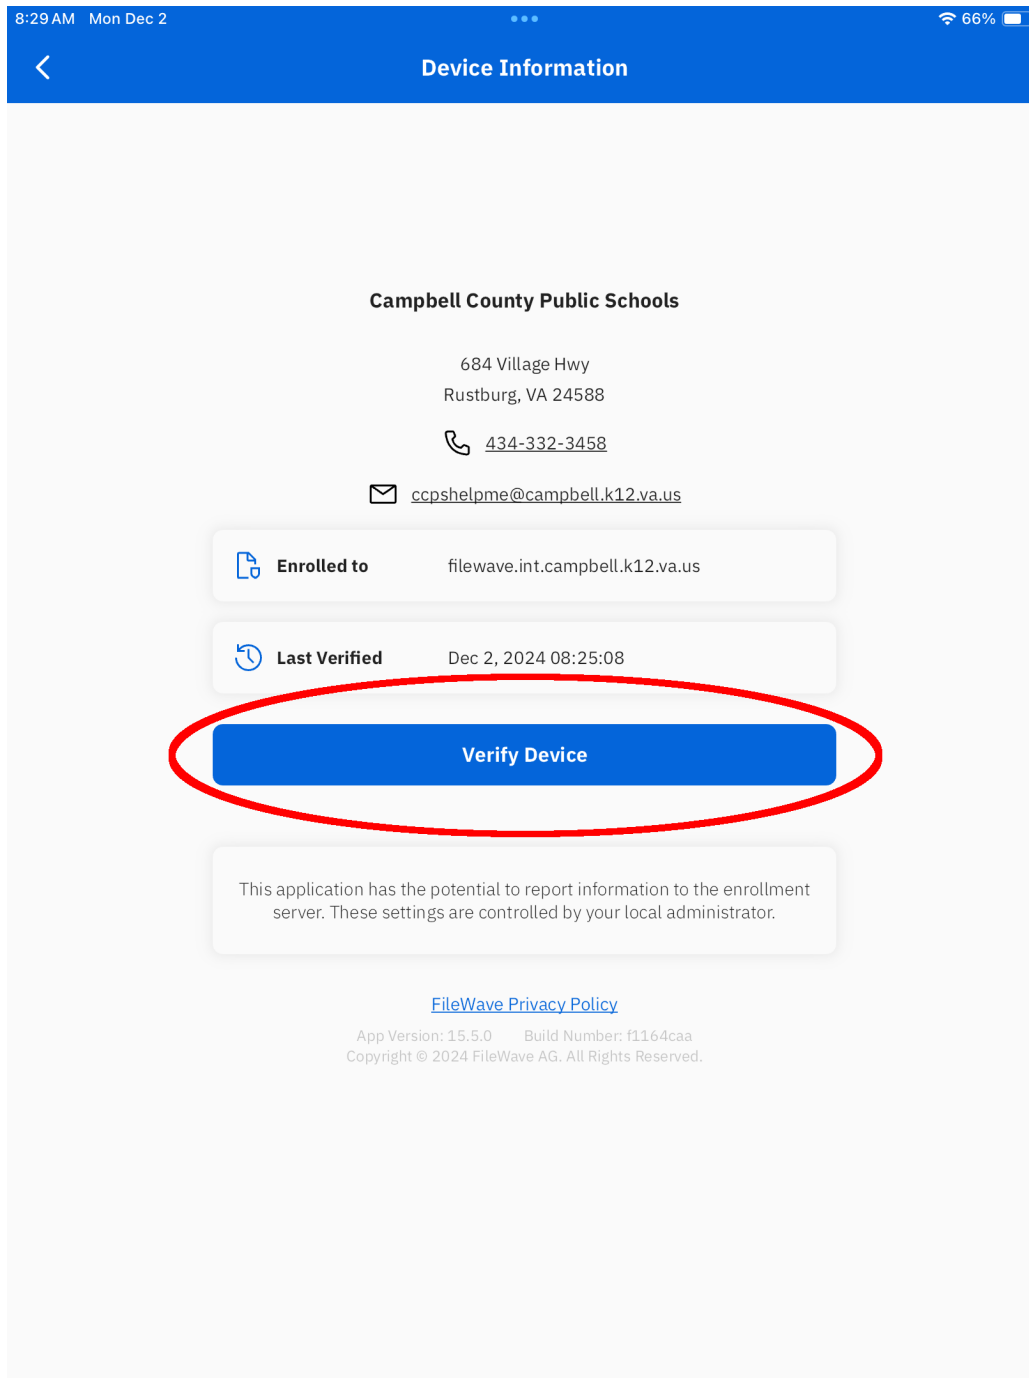 8:29 AM Mon Dec 2 66%
Device Information
Campbell County Public Schools
684 Village Hwy
Rustburg, VA 24588
434-332-3458
ccpshelpme@campbell.k12.va.us
Enrolled to filewave.int.campbell.k12.va.us
Last Verified Dec 2, 2024 08:25:08
Verify Device
This application has the potential to report information to the enrollment
server. These settings are controlled by your local administrator.
FileWave Privacy Policy
App Version: 15.5.0 Build Number: f1164caa
Copyright © 2024 FileWave AG. All Rights Reserved.